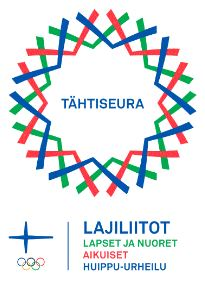 TÄHTISEURA
LAJILIITOT
LAPSET JA NUORET
AIKUISET
HUIPPU-URHEILU